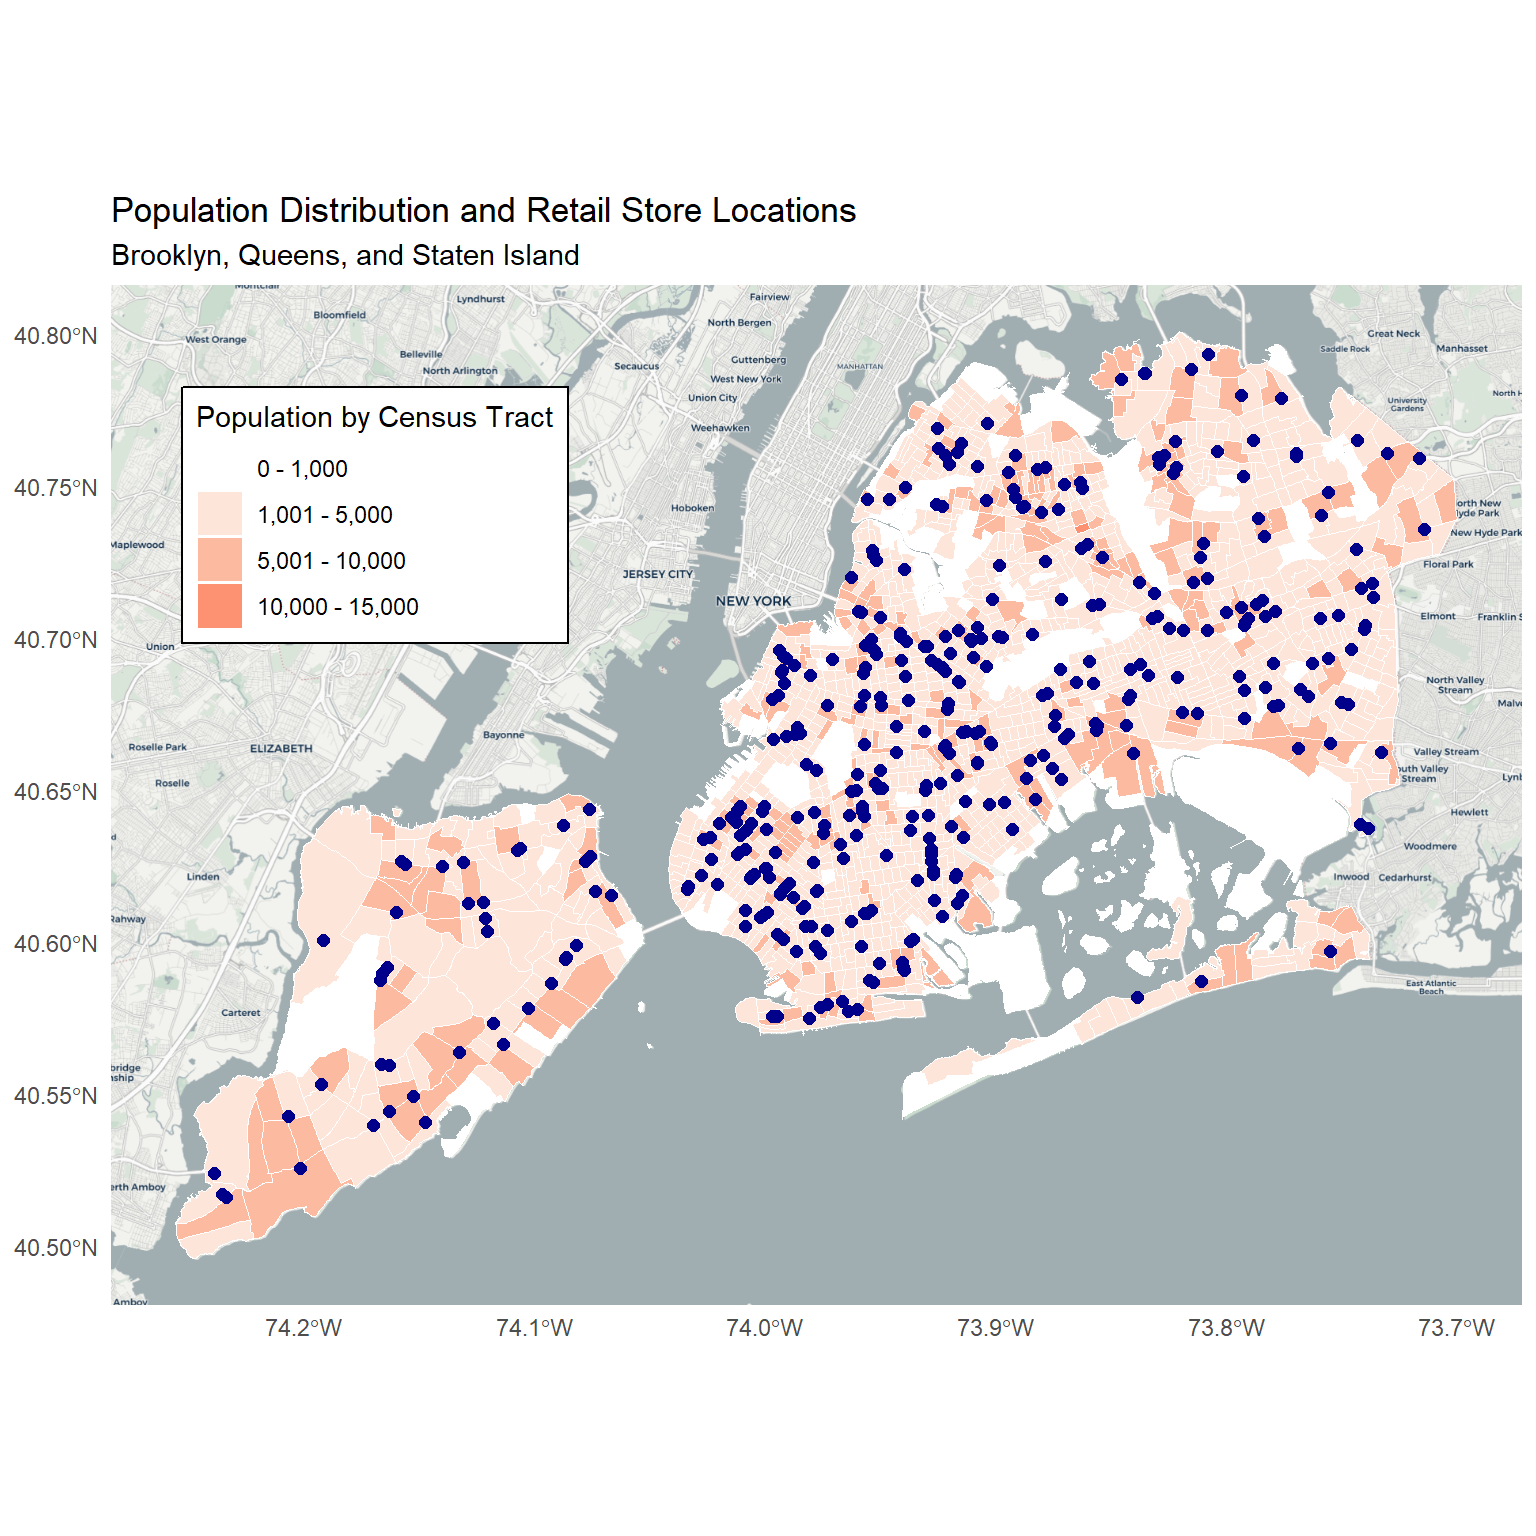 Population Distribution and Retail Store Locations
Brooklyn, Queens, and Staten Island
40.80°N
40.75°N
40.70°N
40.65°N
40.60°N
40.55°N
40.50°N
74.2°W
74.1°W
74.0°W
73.9°W
73.8°W
73.7°W
Population by Census Tract
0 - 1,000
1,001 - 5,000
5,001 - 10,000
10,000 - 15,000
Montclair
Lyndhurst
Bloomfield
West Orange
Belleville
North Arlington
Secaucus
Fairview
North Bergen
Guttenberg
West New York
Union City
Weehawken
MANHATTAN
Hoboken
JERSEY CITY
NEW YORK
Maplewood
Union
Roselle Park
ELIZABETH
Bayonne
Roselle
Linden
Rahway
Carteret
bridge
nship
erth Amboy
Amboy
Great Neck
Saddle Rock
Manhasset
University
Gardens
North H
orth New
Hyde Park
New Hyde Park
Floral Park
Elmont
Franklin S
North Valley
Stream
Malve
Valley Stream
outh Valley
Stream
Lynb
Hewlett
Woodmere
Inwood
Cedarhurst
East Atlantic
Beach